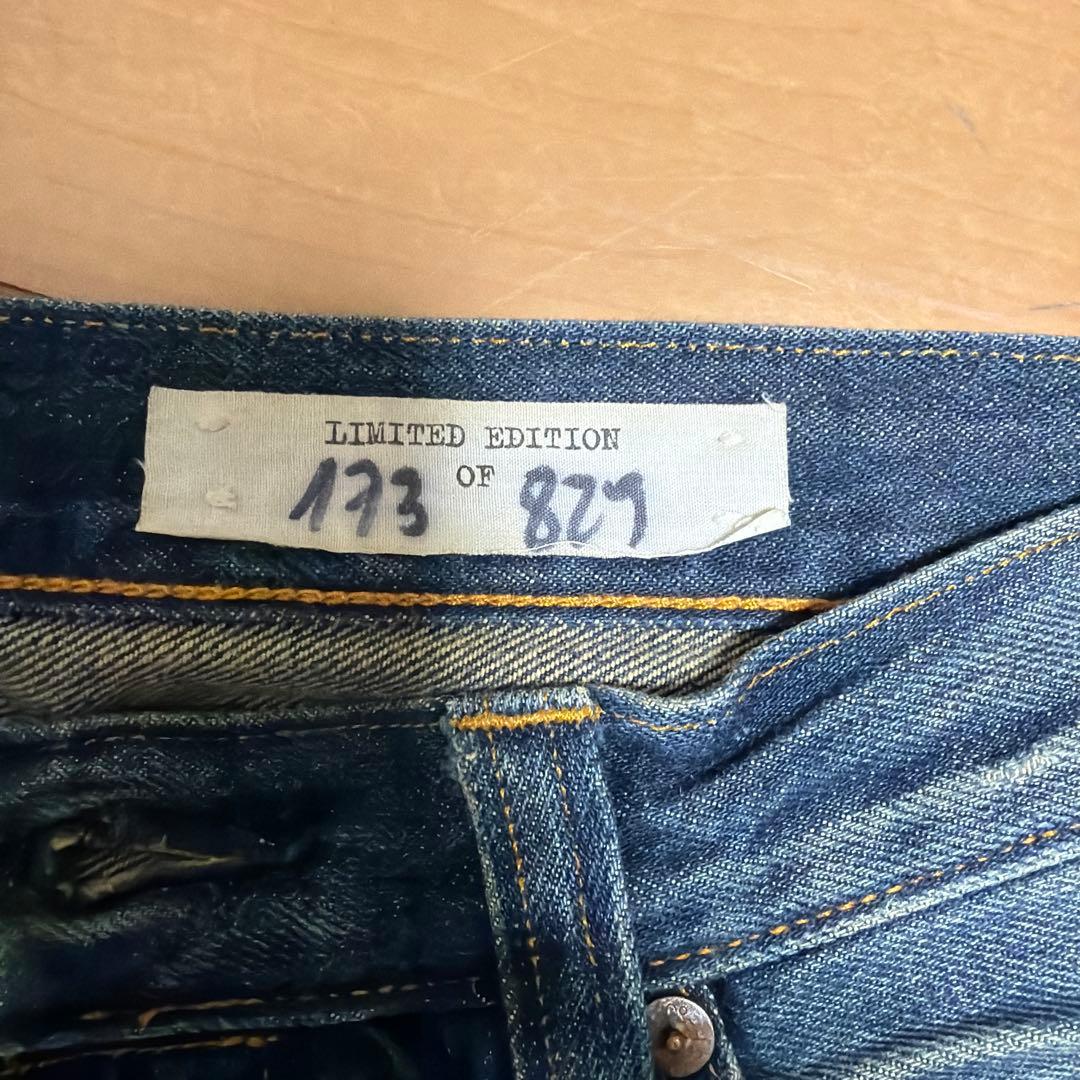 LIMITED EDITION
173 OF 829